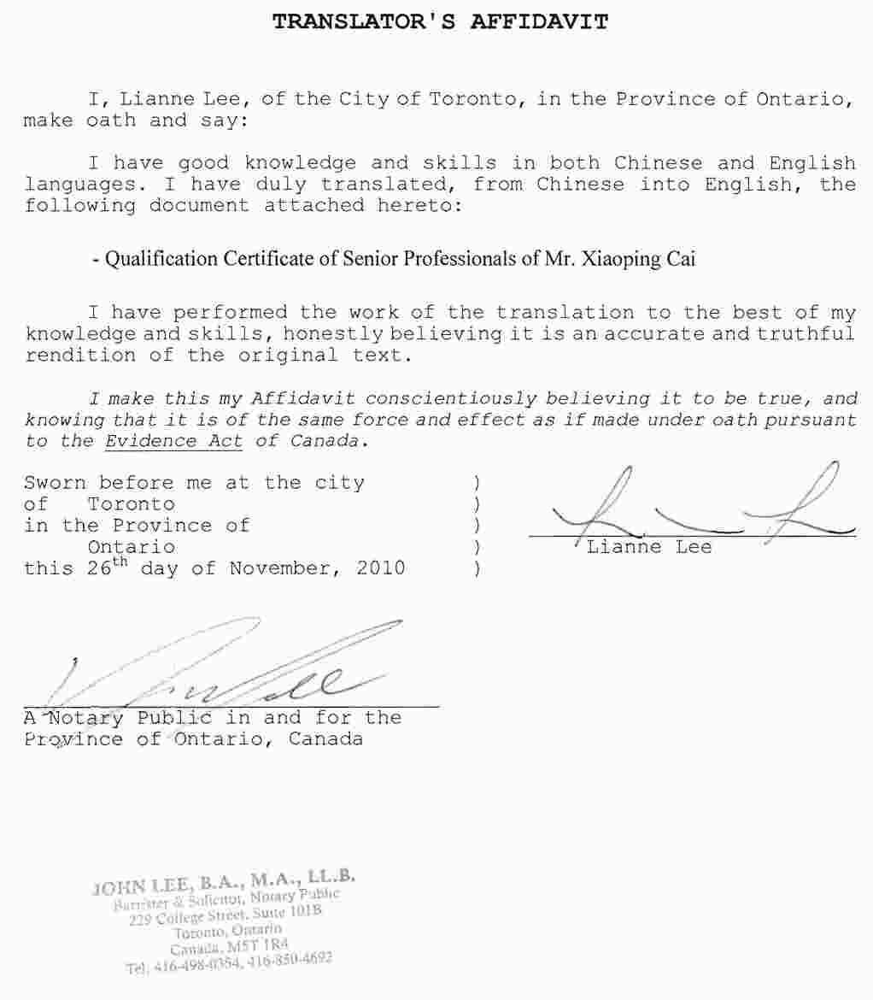 TRANSLATOR'S AFFIDAVIT
I, Lianne Lee, of the City of Toronto, in the Province of Ontario,
make oath and say:
I have good knowledge and skills in both Chinese and English
languages. I have duly translated, from Chinese into English, the
following document attached hereto:
- Qualification Certificate of Senior Professionals of Mr. Xiaoping Cai
I have performed the work of the translation to the best of my
knowledge and skills, honestly believing it is an accurate and truthful
rendition of the original text.
I make this my Affidavit conscientiously believing it to be true, and
knowing that it is of the same force and effect as if made under oath pursuant
to the Evidence Act of Canada.
Sworn before me at the city )
of Toronto )
in the Province of )
Ontario )
Lianne Lee
this 26th day of November, 2010 )
A Notary Public in and for the
Province of Ontario, Canada
JOHN LEE, B.A., M.A., LL.B.
Barrister & Solicitor, Notary Public
229 College Street, Suite 101B
Toronto, Ontario
Canada, M5T 1R4
Tel: 416-498-0354, 416-850-4692